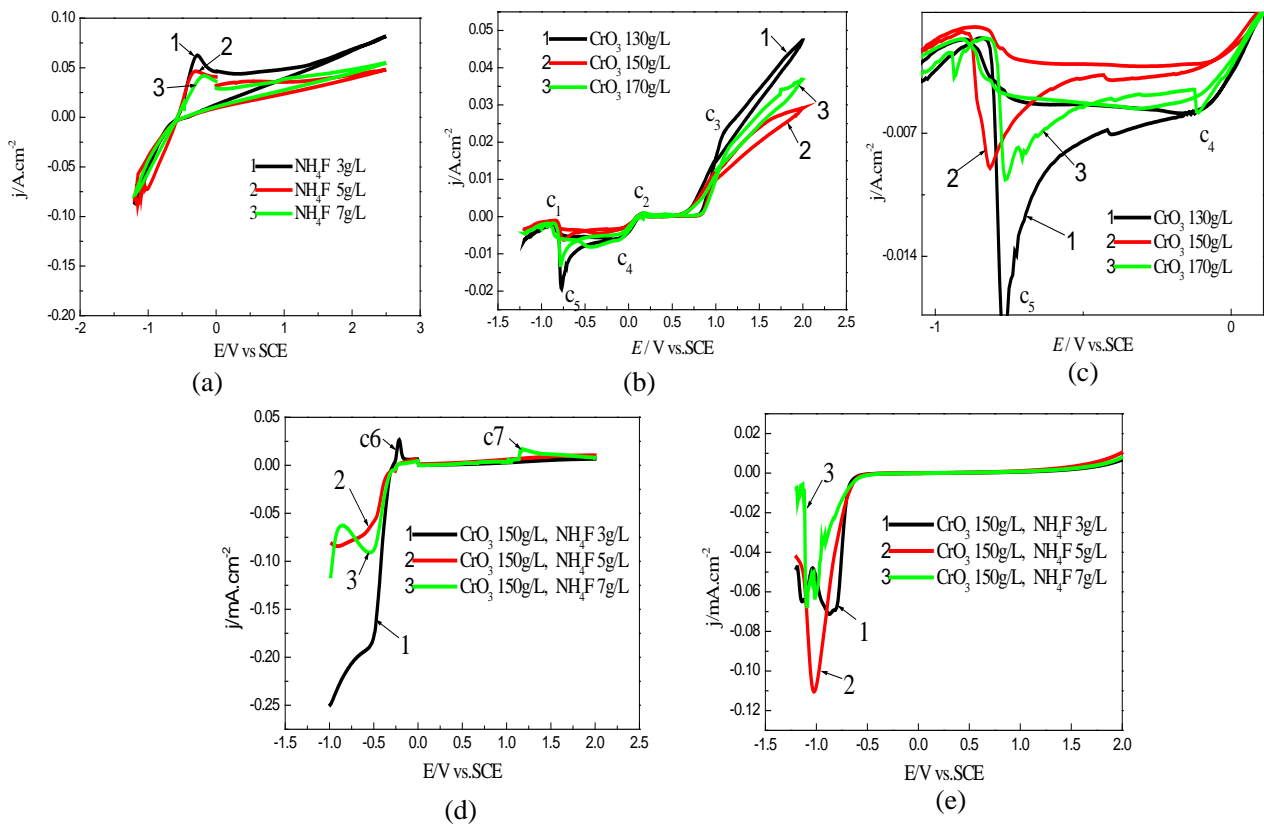 0.10
0.05
0.00
-0.05
-0.10
0.20
-2 -1 0 1 2 3
j/A.cm⁻²
E/V vs SCE
1 2
3
1 NH₄F 3g/L
2 NH₄F 5g/L
3 NH₄F 7g/L
(a)
0.05
0.04
0.03
0.02
0.01
0.00
-0.01
-0.02
-1.5 -1.0 -0.5 0.0 0.5 1.0 1.5 2.0 2.5
j/A.cm⁻²
E / V vs.SCE
1 CrO₃ 130g/L
2 CrO₃ 150g/L
3 CrO₃ 170g/L
1
c₃
3
2
c₁ c₂
c₄
c₅
(b)
-0.007
-0.014
-1 0
j/A.cm⁻²
E/V vs.SCE
c₄
2 3
1
c₅
1 CrO₃ 130g/L
2 CrO₃ 150g/L
3 CrO₃ 170g/L
(c)
0.05
0.00
-0.05
-0.10
-0.15
-0.20
-0.25
-1.5 -1.0 -0.5 0.0 0.5 1.0 1.5 2.0 2.5
j/mA.cm⁻²
E/V vs.SCE
c6 c7
2
3
1
1 CrO₃ 150g/L, NH₄F 3g/L
2 CrO₃ 150g/L, NH₄F 5g/L
3 CrO₃ 150g/L, NH₄F 7g/L
(d)
0.02
0.00
-0.02
-0.04
-0.06
-0.08
-0.10
-0.12
-1.5 -1.0 -0.5 0.0 0.5 1.0 1.5 2.0
j/mA.cm⁻²
E/V vs.SCE
3
1
2
1 CrO₃ 150g/L, NH₄F 3g/L
2 CrO₃ 150g/L, NH₄F 5g/L
3 CrO₃ 150g/L, NH₄F 7g/L
(e)